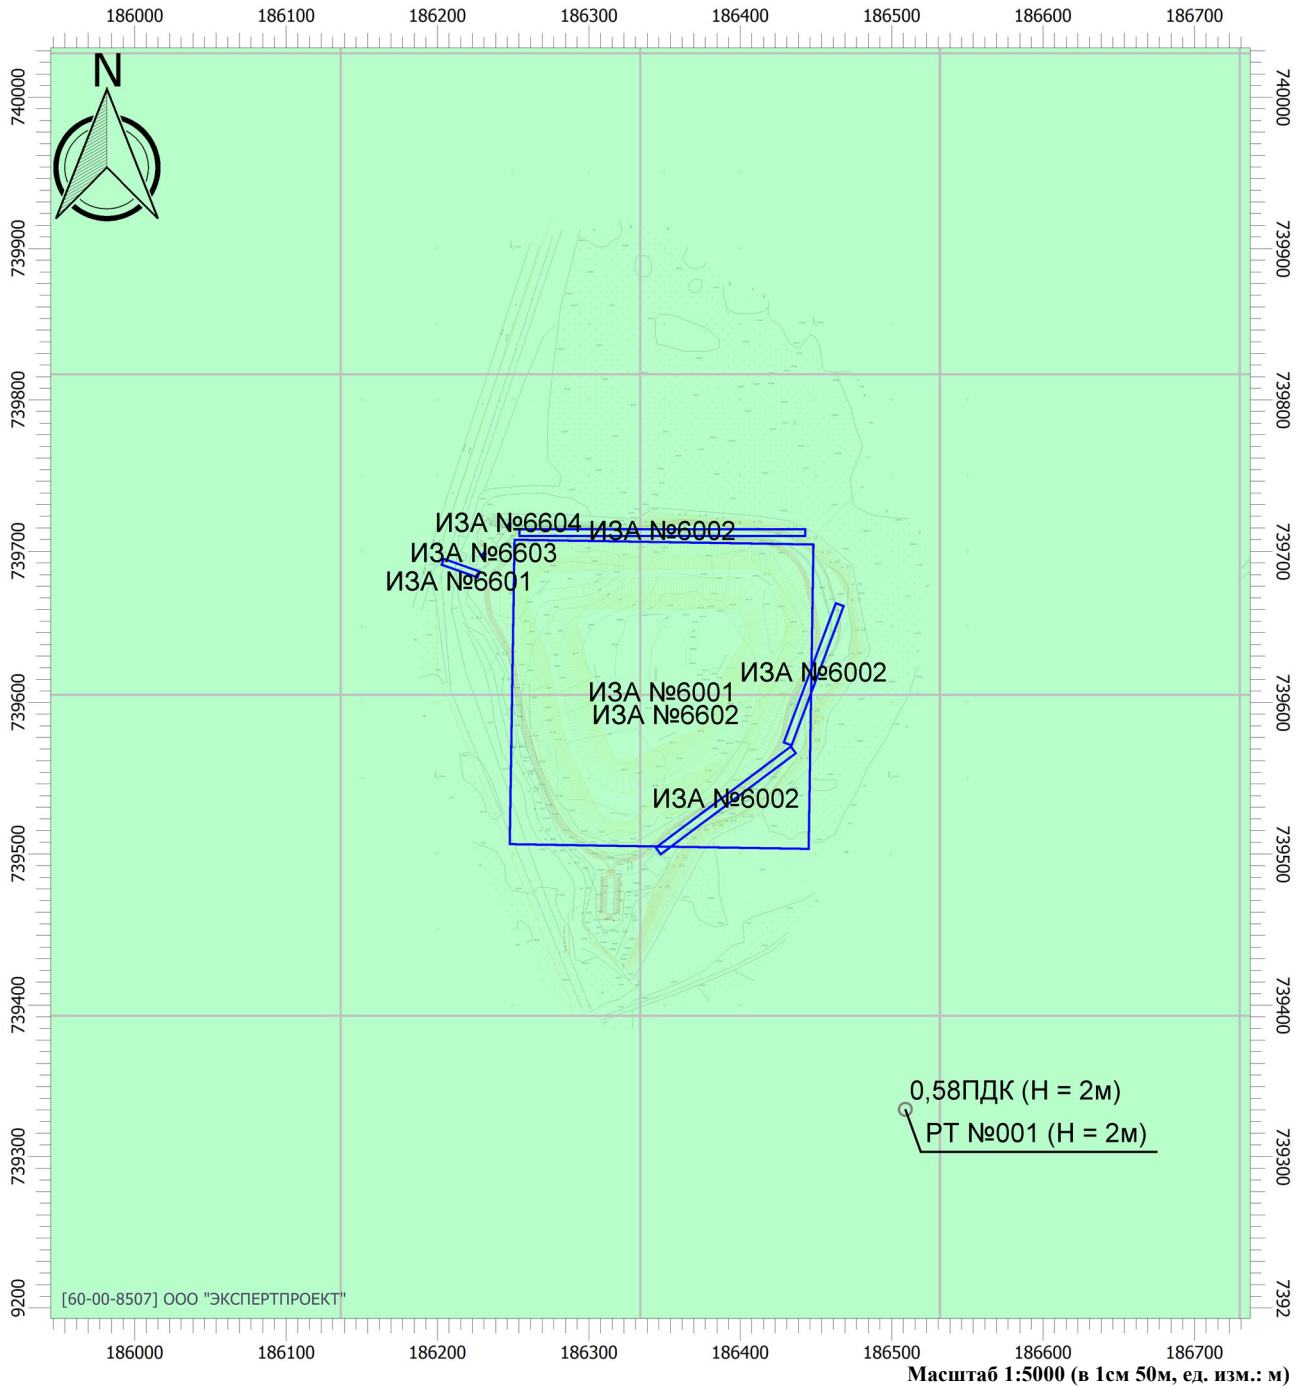 186000 186100 186200 186300 186400 186500 186600 186700
N
740000 740000
739900 739900
739800 739800
739700 739700
739600 739600
739500 739500
739400 739400
739300 739300
9200 7392
ИЗА №6604
ИЗА №6002
ИЗА №6603
ИЗА №6601
ИЗА №6002
ИЗА №6001
ИЗА №6602
ИЗА №6002
0,58ПДК (Н = 2м)
РТ №001 (Н = 2м)
[60-00-8507] ООО "ЭКСПЕРТПРОЕКТ"
186000 186100 186200 186300 186400 186500 186600 186700
Масштаб 1:5000 (в 1см 50м, ед. изм.: м)